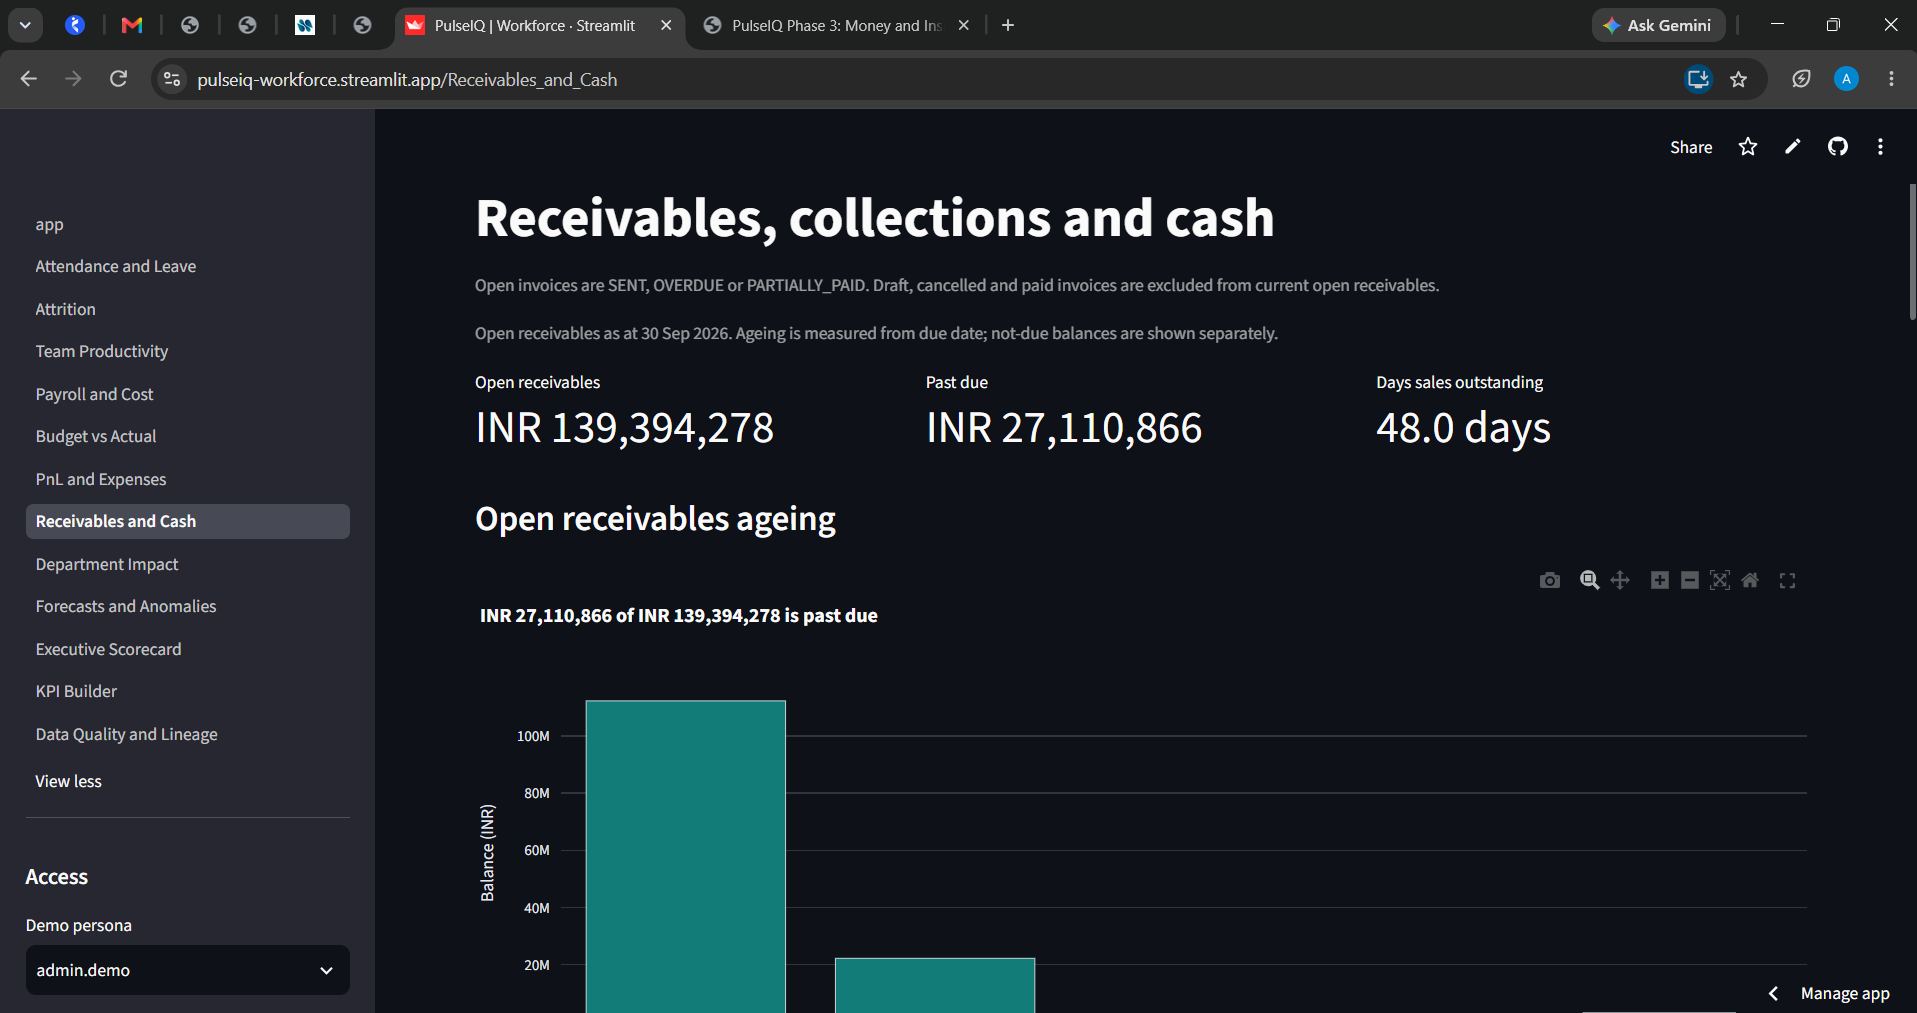 PulseIQ | Workforce · Streamlit
PulseIQ Phase 3: Money and Ins
Ask Gemini
pulseiq-workforce.streamlit.app/Receivables_and_Cash
A
Share
app
Attendance and Leave
Attrition
Team Productivity
Payroll and Cost
Budget vs Actual
PnL and Expenses
Receivables and Cash
Department Impact
Forecasts and Anomalies
Executive Scorecard
KPI Builder
Data Quality and Lineage
View less
Access
Demo persona
admin.demo
Receivables, collections and cash
Open invoices are SENT, OVERDUE or PARTIALLY_PAID. Draft, cancelled and paid invoices are excluded from current open receivables.
Open receivables as at 30 Sep 2026. Ageing is measured from due date; not-due balances are shown separately.
Open receivables
INR 139,394,278
Past due
INR 27,110,866
Days sales outstanding
48.0 days
Open receivables ageing
INR 27,110,866 of INR 139,394,278 is past due
Balance (INR)
100M
80M
60M
40M
20M
Manage app